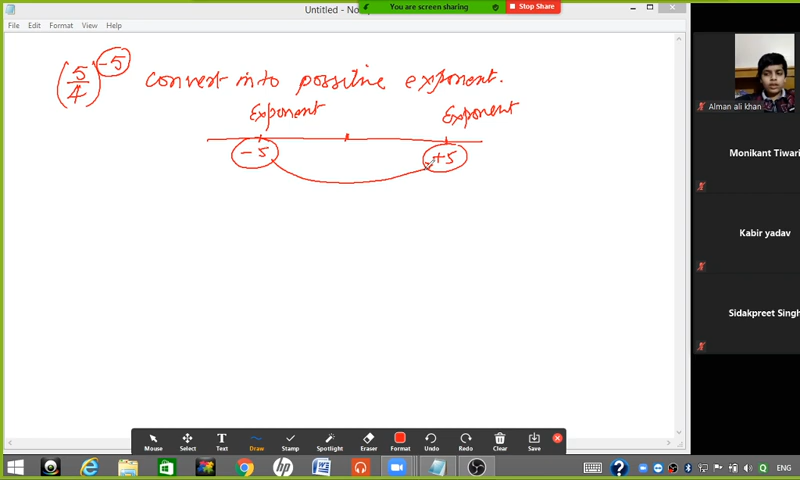 Untitled - No
You are screen sharing
Stop Share
File Edit Format View Help
(5/4)^-5 convert into possitive exponent.
Exponent Exponent
-5 +5
Alman ali khan
Monikant Tiwari
Kabir yadav
Sidakpreet Singh
Mouse Select Text Draw Stamp Spotlight Eraser Format Undo Redo Clear Save
hp
ENG